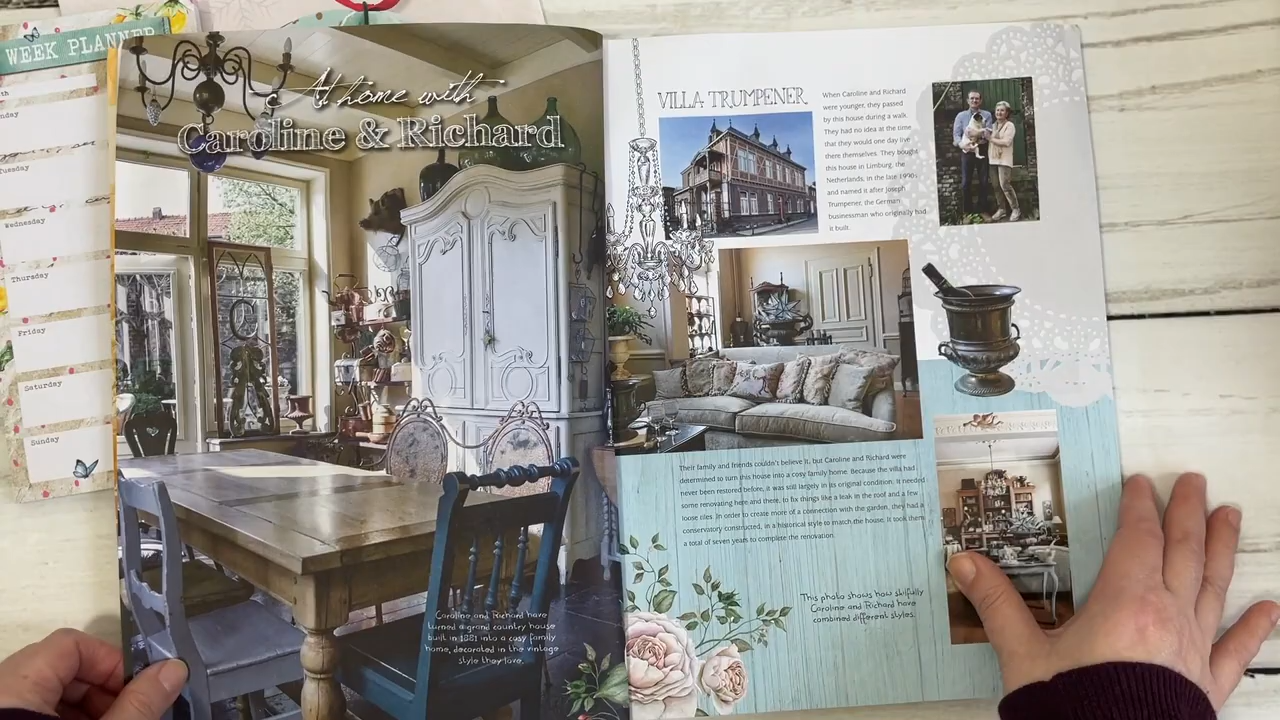 WEEK PLANNER
Tuesday
Wednesday
Thursday
Friday
Saturday
Sunday
At home with
Caroline & Richard
Caroline and Richard have
turned a grand country house
built in 1881 into a cosy family
home, decorated in the vintage
style they love.
VILLA TRUMPENER
When Caroline and Richard
were younger, they passed
by this house during a walk.
They had no idea at the time
that they would one day live
there themselves. They bought
this house in Limburg, the
Netherlands, in the late 1990s
and named it after Joseph
Trumpener, the German
businessman who originally had
it built.
Their family and friends couldn't believe it, but Caroline and Richard were
determined to turn this house into a cosy family home. Because the villa had
never been restored before, it was still largely in its original condition. It needed
some renovating here and there, to fix things like a leak in the roof and a few
loose tiles. In order to create more of a connection with the garden, they had a
conservatory constructed, in a historical style to match the house. It took them
a total of seven years to complete the renovation.
This photo shows how skilfully
Caroline and Richard have
combined different styles.